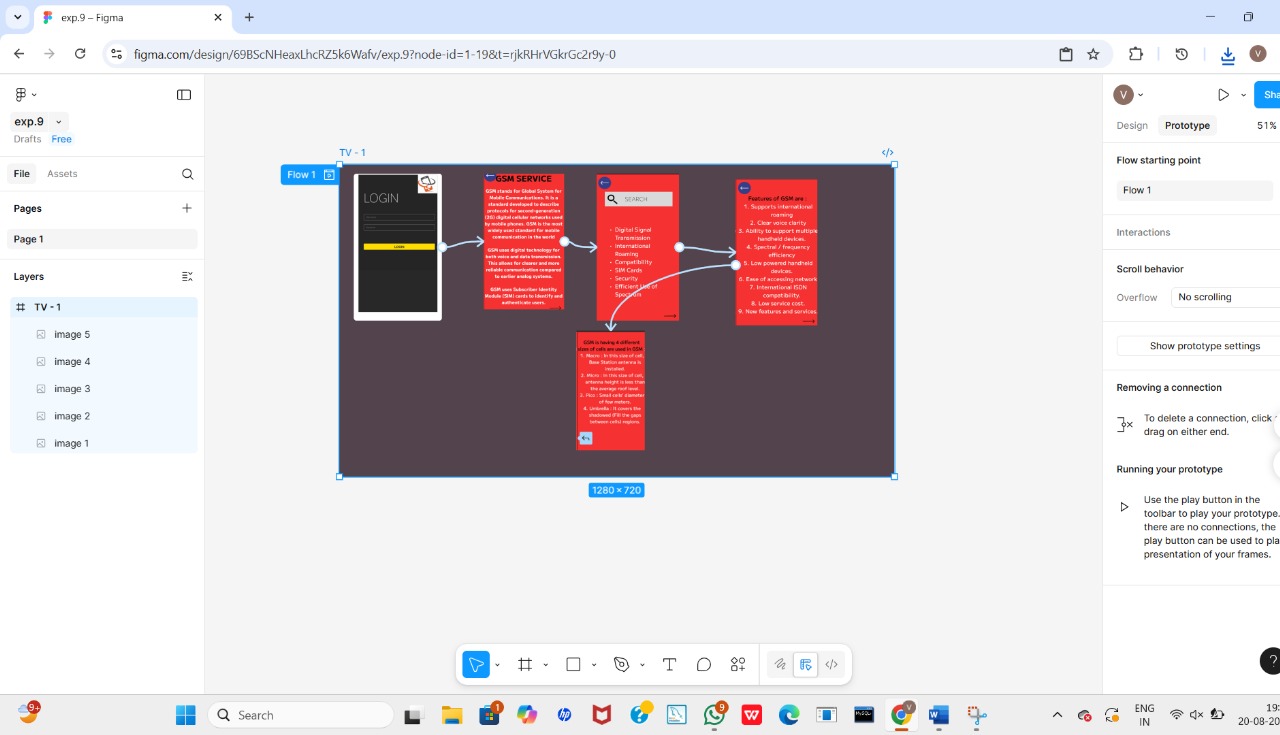 exp.9 – Figma
figma.com/design/69BScNHeaxLhcRZ5k6Wafv/exp.9?node-id=1-19&t=rjkRHrVGkrGc2r9y-0
V
exp.9
Drafts Free
File Assets
Pages
Page 1
Layers
TV - 1
image 5
image 4
image 3
image 2
image 1
TV - 1
Flow 1
LOGIN
LOGIN
GSM SERVICE
GSM stands for Global System for
Mobile Communications. It is a
standard developed to describe
protocols for second-generation
(2G) digital cellular networks used
by mobile phones. GSM is the most
widely used standard for mobile
communication in the world
GSM uses digital technology for
both voice and data transmission.
This allows for clearer and more
reliable communication compared
to earlier analog systems.
GSM uses Subscriber Identity
Module (SIM) cards to identify and
authenticate users.
SEARCH
• Digital Signal
Transmission
• International
Roaming
• Compatibility
• SIM Cards
• Security
• Efficient Use of
Spectrum
Features of GSM are :
1. Supports international
roaming
2. Clear voice clarity
3. Ability to support multiple
handheld devices.
4. Spectral / frequency
efficiency
5. Low powered handheld
devices.
6. Ease of accessing network
7. International ISDN
compatibility.
8. Low service cost.
9. New features and services.
GSM is having 4 different
sizes of cells are used in GSM
1. Macro : In this size of cell,
Base Station antenna is
installed.
2. Micro : In this size of cell,
antenna height is less than
the average roof level.
3. Pico : Small cells' diameter
of few meters.
4. Umbrella : It covers the
shadowed (Fill the gaps
between cells) regions.
1280 × 720
V
Sha
Design Prototype 51%
Flow starting point
Flow 1
Interactions
Scroll behavior
Overflow No scrolling
Show prototype settings
Removing a connection
To delete a connection, click
drag on either end.
Running your prototype
Use the play button in the
toolbar to play your prototype.
there are no connections, the
play button can be used to pla
presentation of your frames.
?
9+
Search
1
9
V
ENG
IN
19:
20-08-20